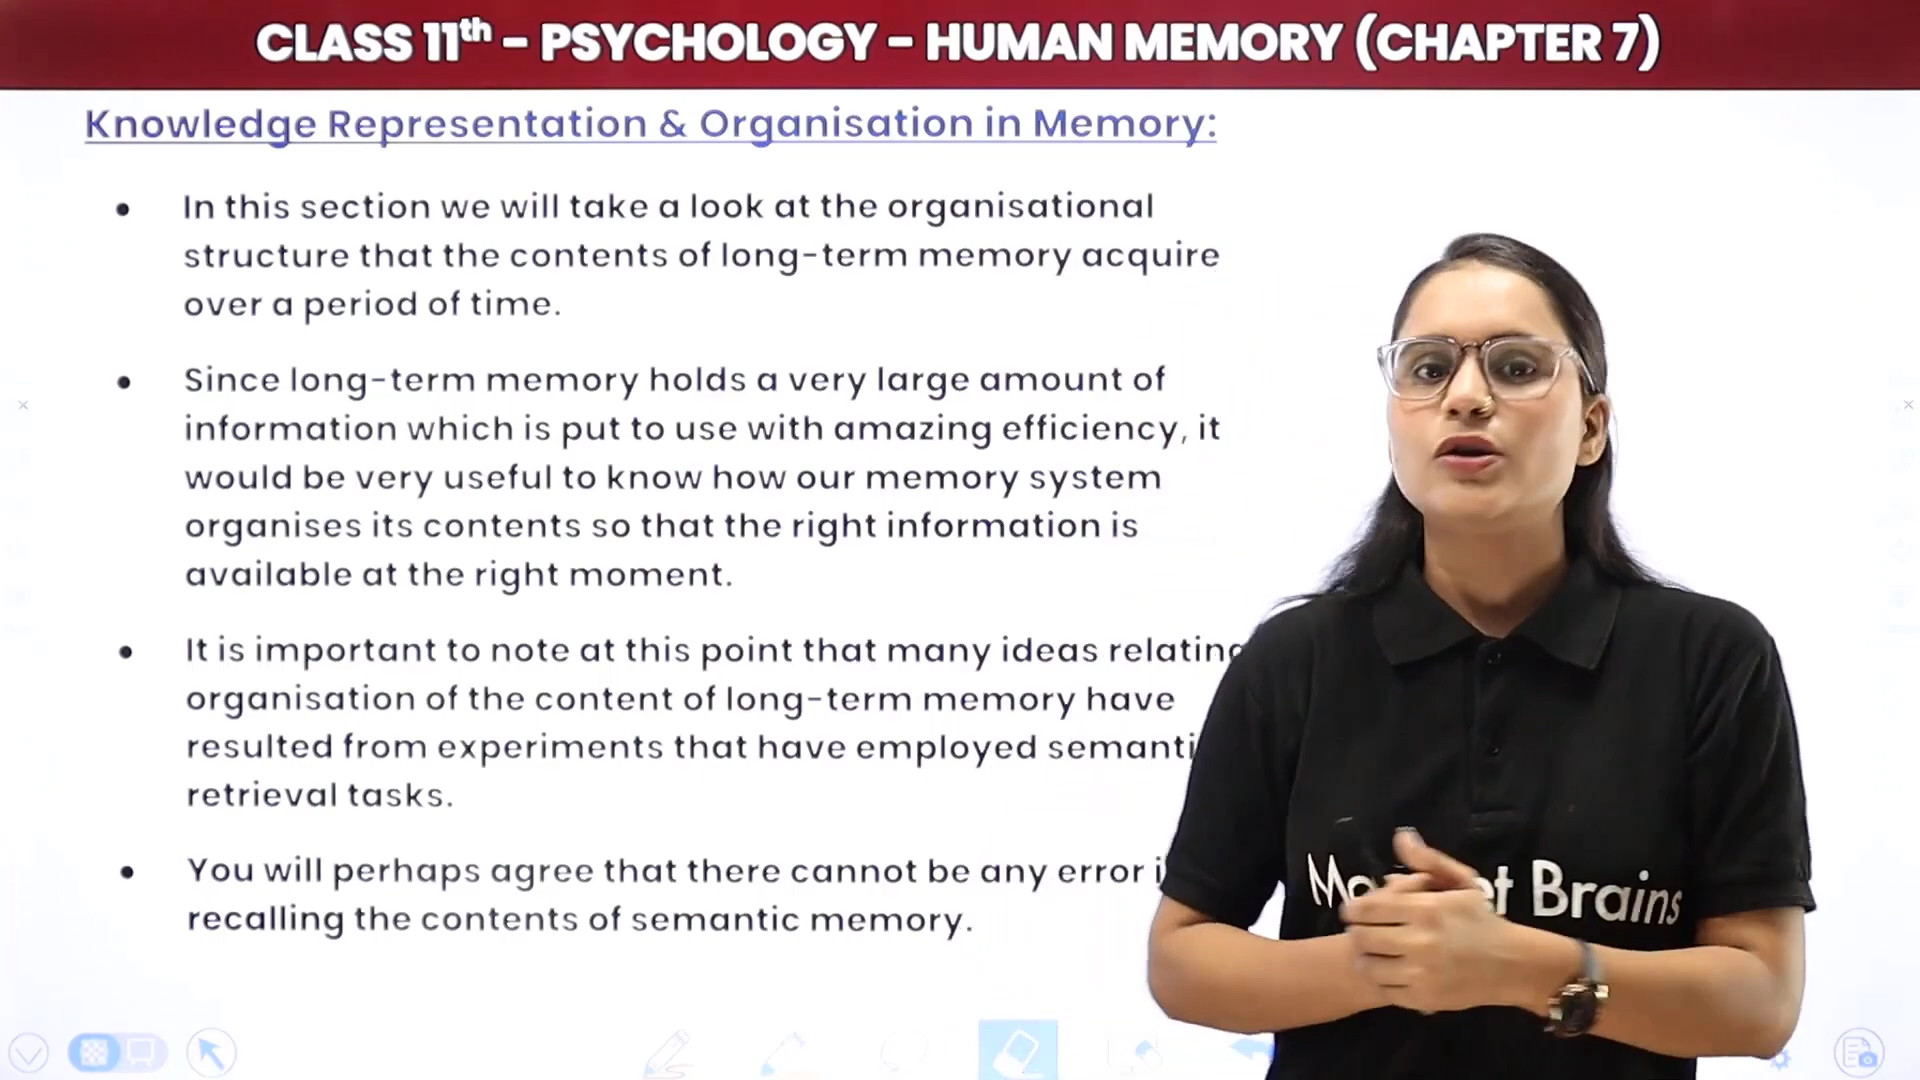 CLASS 11th - PSYCHOLOGY - HUMAN MEMORY (CHAPTER 7)
Knowledge Representation & Organisation in Memory:
• In this section we will take a look at the organisational
structure that the contents of long-term memory acquire
over a period of time.
• Since long-term memory holds a very large amount of
information which is put to use with amazing efficiency, it
would be very useful to know how our memory system
organises its contents so that the right information is
available at the right moment.
• It is important to note at this point that many ideas relating
organisation of the content of long-term memory have
resulted from experiments that have employed
retrieval tasks.
• You will perhaps agree that there cannot be any error
recalling the contents of semantic memory.
Brains